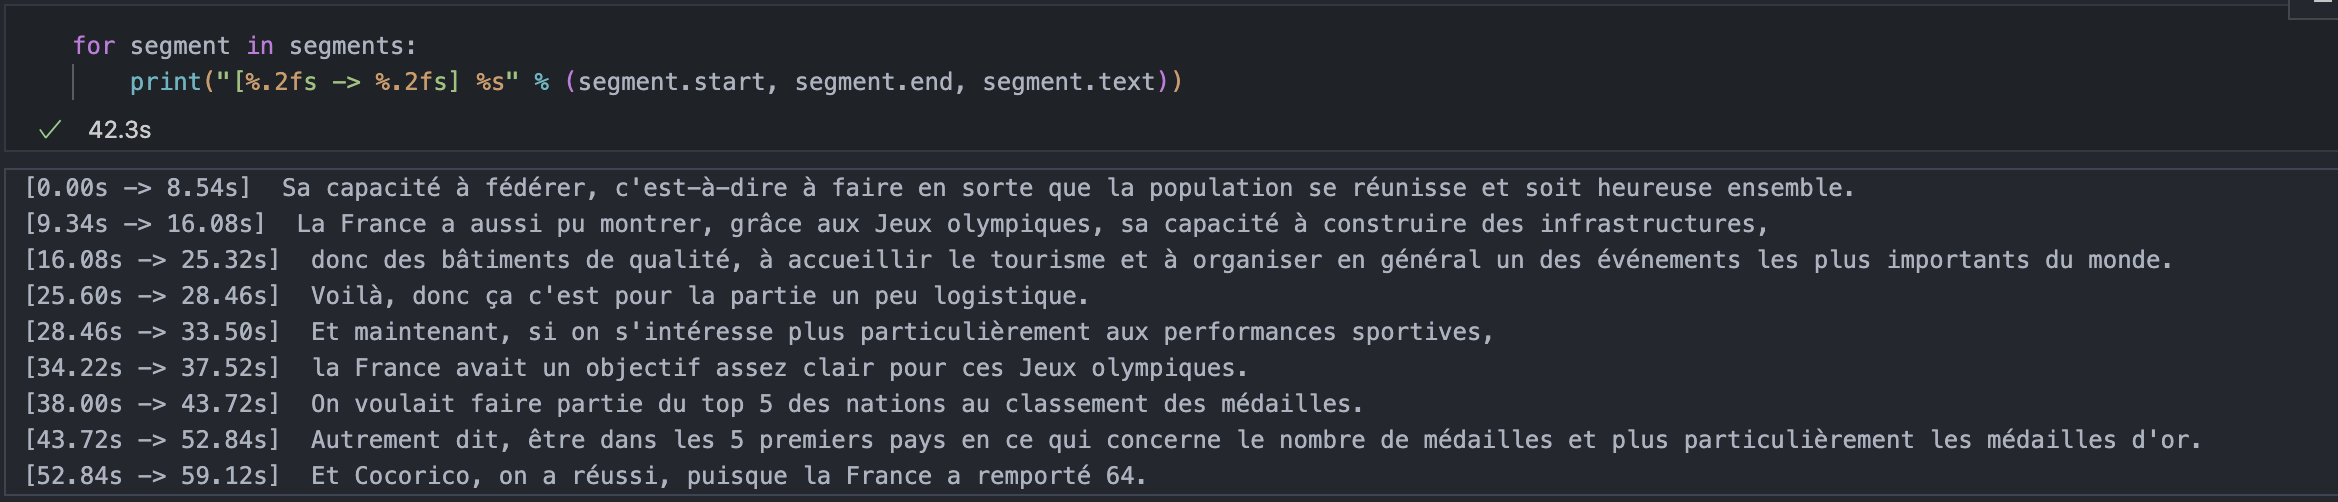 for segment in segments:
print("[%.2fs -> %.2fs] %s" % (segment.start, segment.end, segment.text))
✓ 42.3s
[0.00s -> 8.54s]  Sa capacité à fédérer, c'est-à-dire à faire en sorte que la population se réunisse et soit heureuse ensemble.
[9.34s -> 16.08s]  La France a aussi pu montrer, grâce aux Jeux olympiques, sa capacité à construire des infrastructures,
[16.08s -> 25.32s]  donc des bâtiments de qualité, à accueillir le tourisme et à organiser en général un des événements les plus importants du monde.
[25.60s -> 28.46s]  Voilà, donc ça c'est pour la partie un peu logistique.
[28.46s -> 33.50s]  Et maintenant, si on s'intéresse plus particulièrement aux performances sportives,
[34.22s -> 37.52s]  la France avait un objectif assez clair pour ces Jeux olympiques.
[38.00s -> 43.72s]  On voulait faire partie du top 5 des nations au classement des médailles.
[43.72s -> 52.84s]  Autrement dit, être dans les 5 premiers pays en ce qui concerne le nombre de médailles et plus particulièrement les médailles d'or.
[52.84s -> 59.12s]  Et Cocorico, on a réussi, puisque la France a remporté 64.